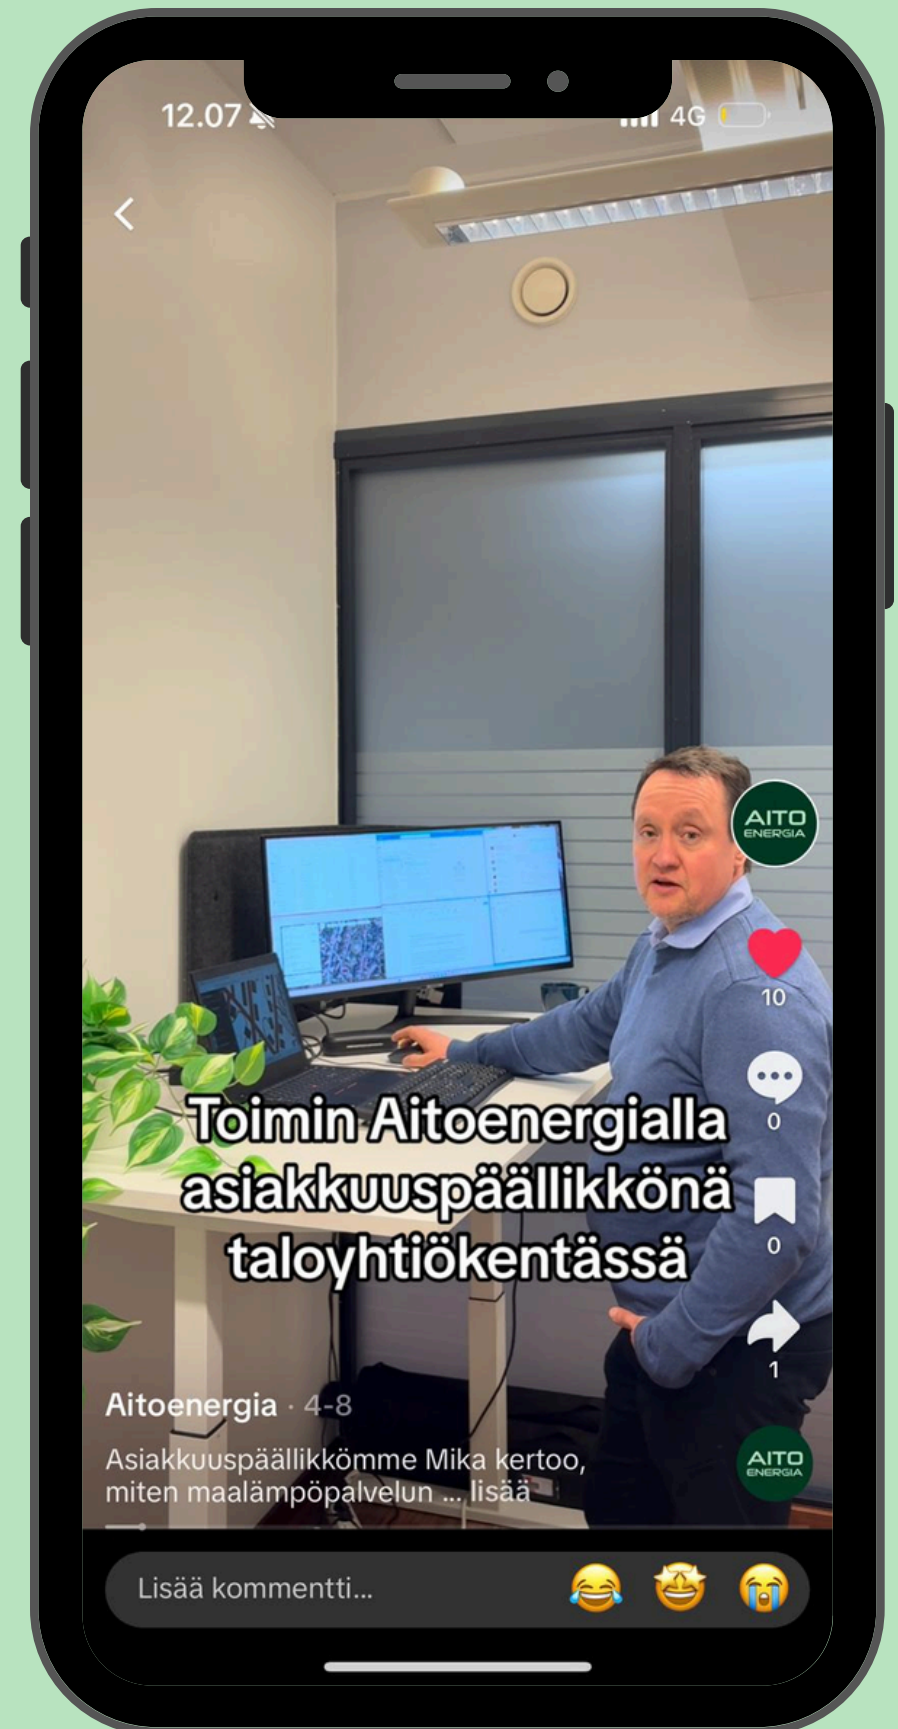 12.07
4G
AITO
ENERGIA
10
0
Toimin Aitoenergialla
asiakkuuspäällikkönä
taloyhtiökentässä
0
1
Aitoenergia · 4-8
Asiakkuuspäällikkömme Mika kertoo,
miten maalämpöpalvelun ... lisää
AITO
ENERGIA
Lisää kommentti...